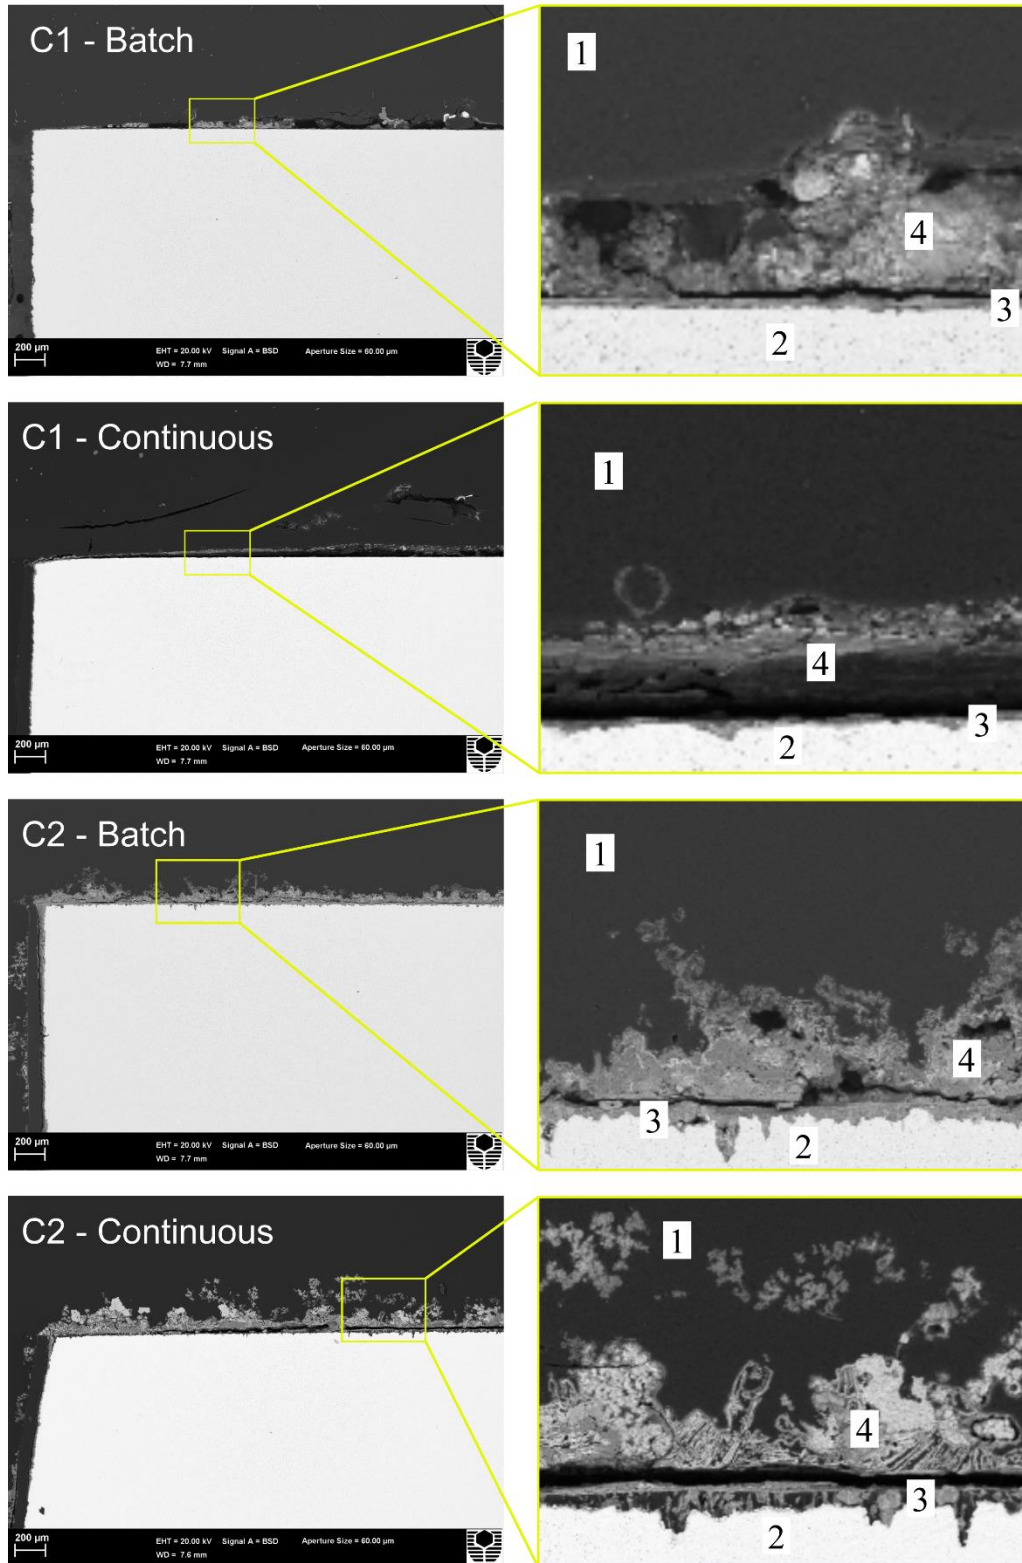 C1 - Batch
1
4
3
2
200 µm
EHT = 20.00 kV Signal A = BSD Aperture Size = 60.00 µm
WD = 7.7 mm
C1 - Continuous
1
4
3
2
200 µm
EHT = 20.00 kV Signal A = BSD Aperture Size = 60.00 µm
WD = 7.7 mm
C2 - Batch
1
4
3
2
200 µm
EHT = 20.00 kV Signal A = BSD Aperture Size = 60.00 µm
WD = 7.7 mm
C2 - Continuous
1
4
3
2
200 µm
EHT = 20.00 kV Signal A = BSD Aperture Size = 60.00 µm
WD = 7.6 mm